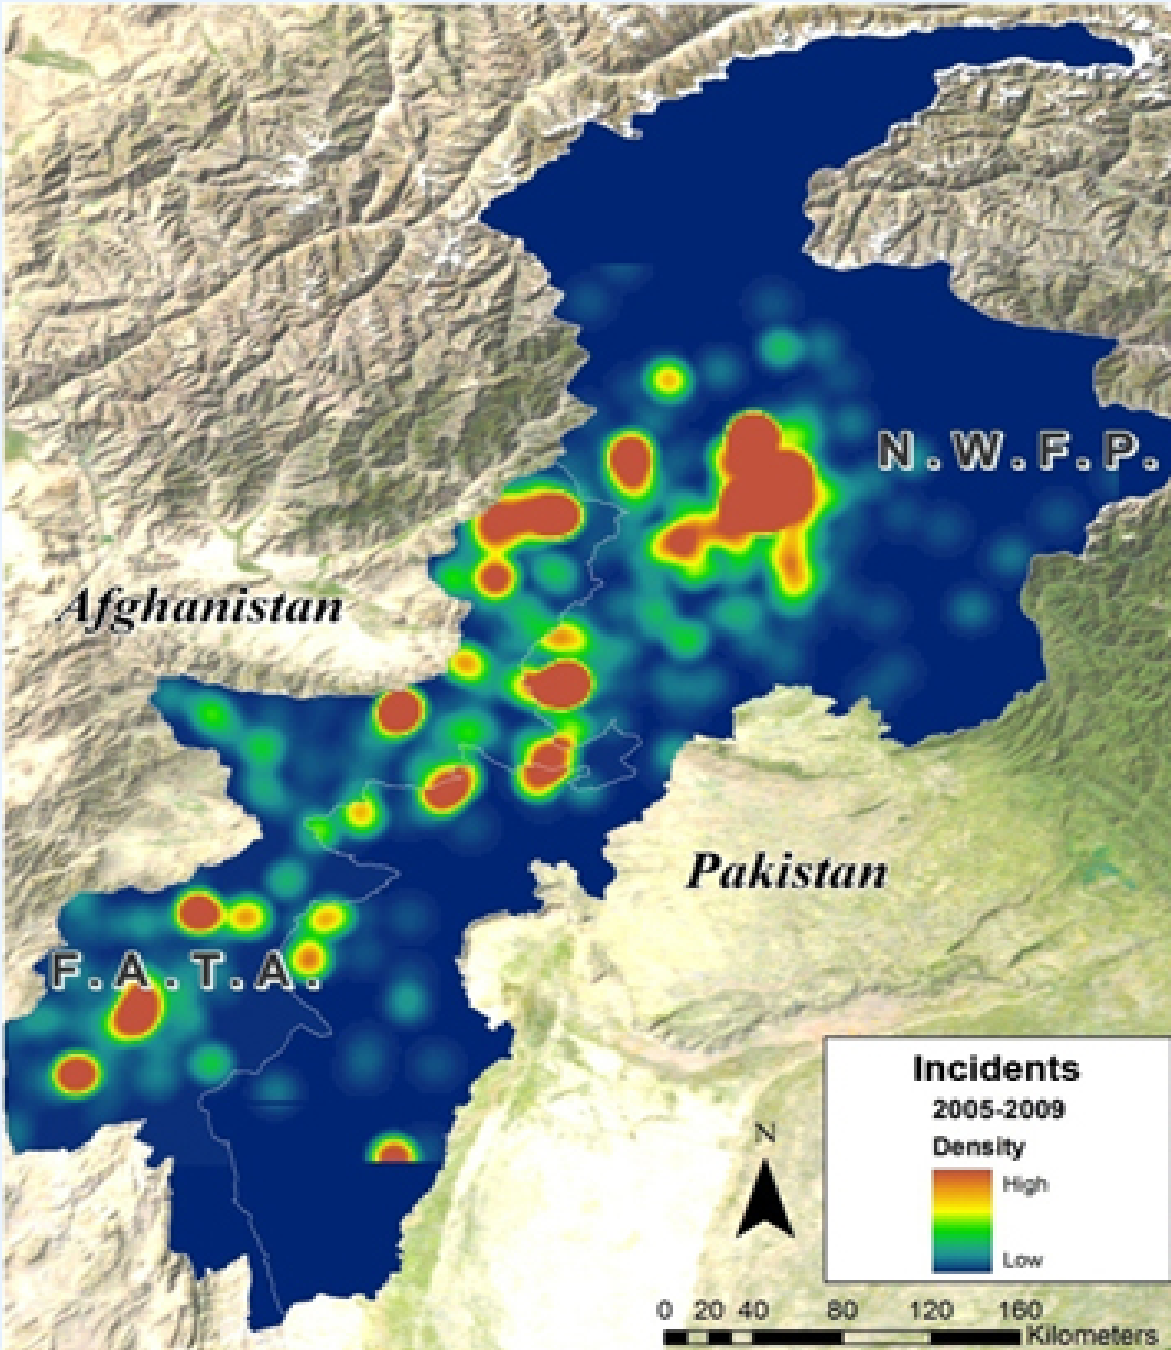 N.W.F.P.
Afghanistan
Pakistan
F.A.T.A.
Incidents
2005-2009
Density
High
Low
N
0 20 40 80 120 160
Kilometers